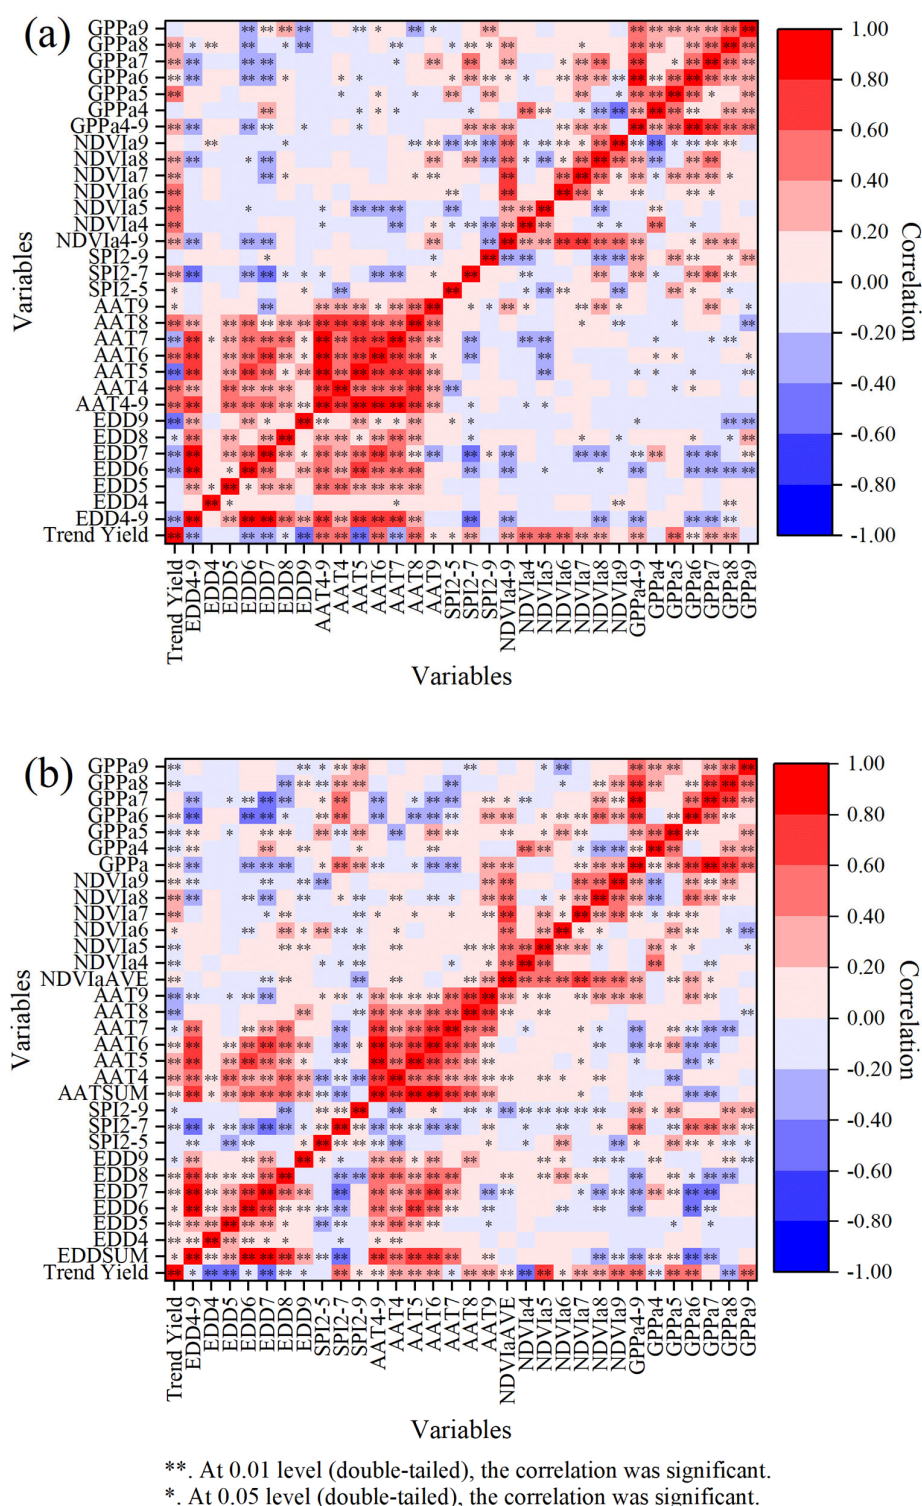 (a)
GPPa9
GPPa8
GPPa7
GPPa6
GPPa5
GPPa4
GPPa4-9
NDVIa9
NDVIa8
NDVIa7
NDVIa6
NDVIa5
NDVIa4
NDVIa4-9
SPI2-9
SPI2-7
SPI2-5
AAT9
AAT8
AAT7
AAT6
AAT5
AAT4
AAT4-9
EDD9
EDD8
EDD7
EDD6
EDD5
EDD4
EDD4-9
Trend Yield
Variables
Trend Yield
EDD4-9
EDD4
EDD5
EDD6
EDD7
EDD8
EDD9
AAT4-9
AAT4
AAT5
AAT6
AAT7
AAT8
AAT9
SPI2-5
SPI2-7
SPI2-9
NDVIa4-9
NDVIa4
NDVIa5
NDVIa6
NDVIa7
NDVIa8
NDVIa9
GPPa4-9
GPPa4
GPPa5
GPPa6
GPPa7
GPPa8
GPPa9
Variables
1.00
0.80
0.60
0.40
0.20
0.00
-0.20
-0.40
-0.60
-0.80
-1.00
Correlation
(b)
GPPa9
GPPa8
GPPa7
GPPa6
GPPa5
GPPa4
GPPa
NDVIa9
NDVIa8
NDVIa7
NDVIa6
NDVIa5
NDVIa4
NDVIaAVE
AAT9
AAT8
AAT7
AAT6
AAT5
AAT4
AATSUM
SPI2-9
SPI2-7
SPI2-5
EDD9
EDD8
EDD7
EDD6
EDD5
EDD4
EDDSUM
Trend Yield
Variables
Trend Yield
EDD4-9
EDD4
EDD5
EDD6
EDD7
EDD8
EDD9
SPI2-5
SPI2-7
SPI2-9
AAT4-9
AAT4
AAT5
AAT6
AAT7
AAT8
AAT9
NDVIaAVE
NDVIa4
NDVIa5
NDVIa6
NDVIa7
NDVIa8
NDVIa9
GPPa4-9
GPPa4
GPPa5
GPPa6
GPPa7
GPPa8
GPPa9
Variables
1.00
0.80
0.60
0.40
0.20
0.00
-0.20
-0.40
-0.60
-0.80
-1.00
Correlation
**. At 0.01 level (double-tailed), the correlation was significant.
*. At 0.05 level (double-tailed), the correlation was significant.